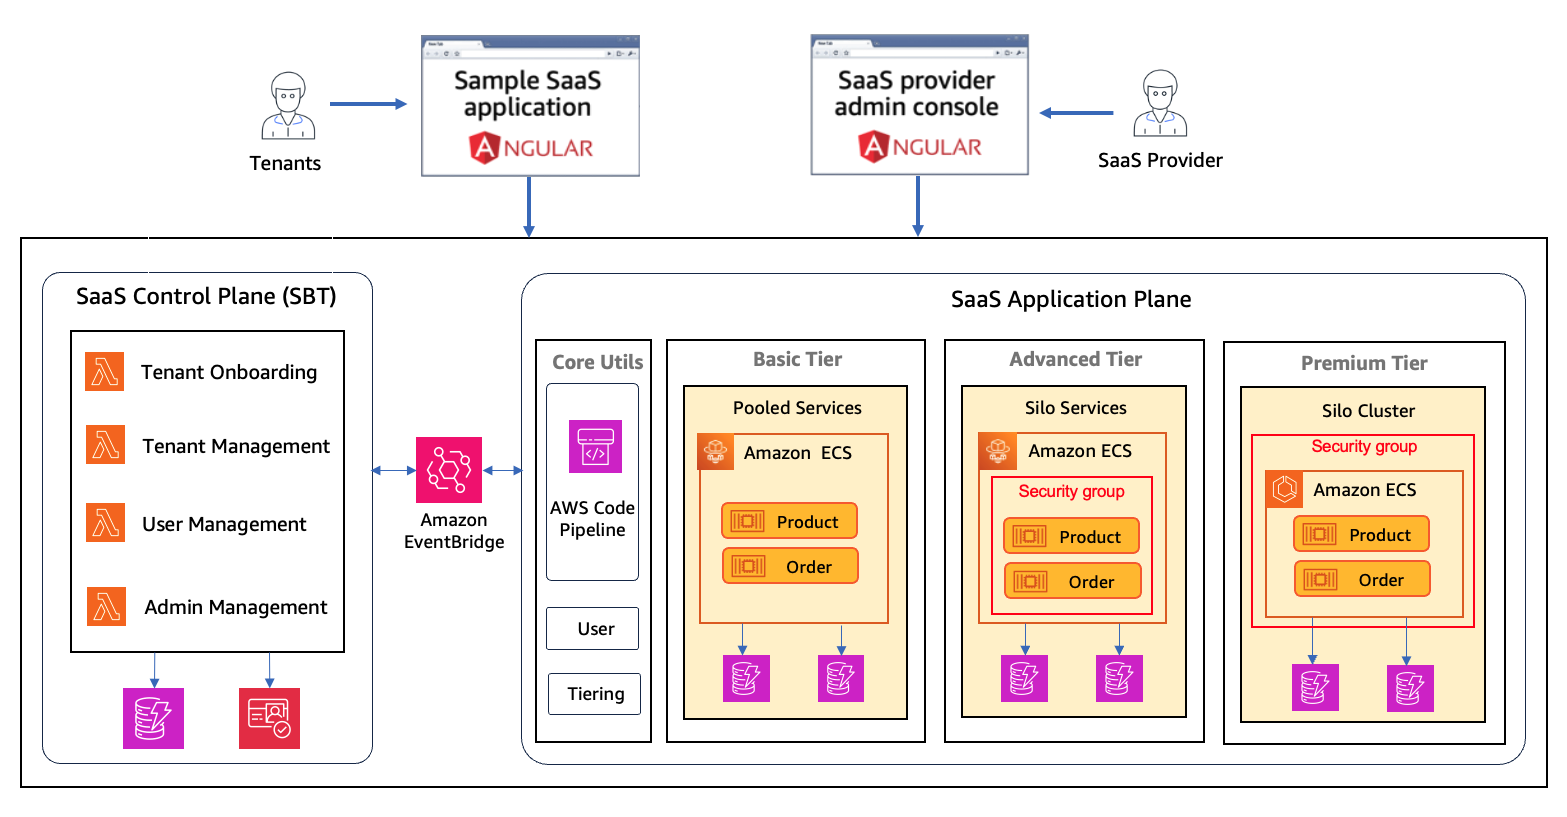 Sample SaaS
application
ANGULAR
SaaS provider
admin console
ANGULAR
Tenants
SaaS Provider
SaaS Control Plane (SBT)
Tenant Onboarding
Tenant Management
User Management
Admin Management
Amazon
EventBridge
SaaS Application Plane
Core Utils
AWS Code
Pipeline
User
Tiering
Basic Tier
Pooled Services
Amazon ECS
Product
Order
Advanced Tier
Silo Services
Amazon ECS
Security group
Product
Order
Premium Tier
Silo Cluster
Security group
Amazon ECS
Product
Order